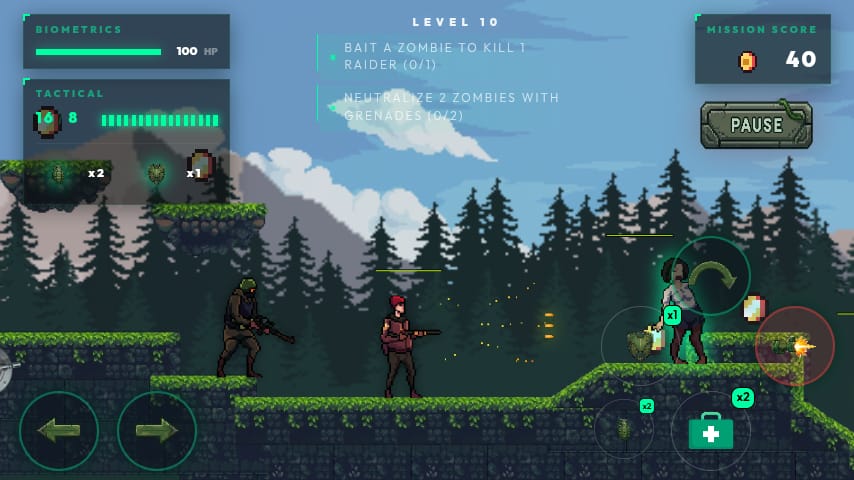 LEVEL 10
BIOMETRICS
100 HP
BAIT A ZOMBIE TO KILL 1
RAIDER (0/1)
MISSION SCORE
40
TACTICAL
16 8
NEUTRALIZE 2 ZOMBIES WITH
GRENADES (0/2)
PAUSE
x2
x1
x1
x2
x2